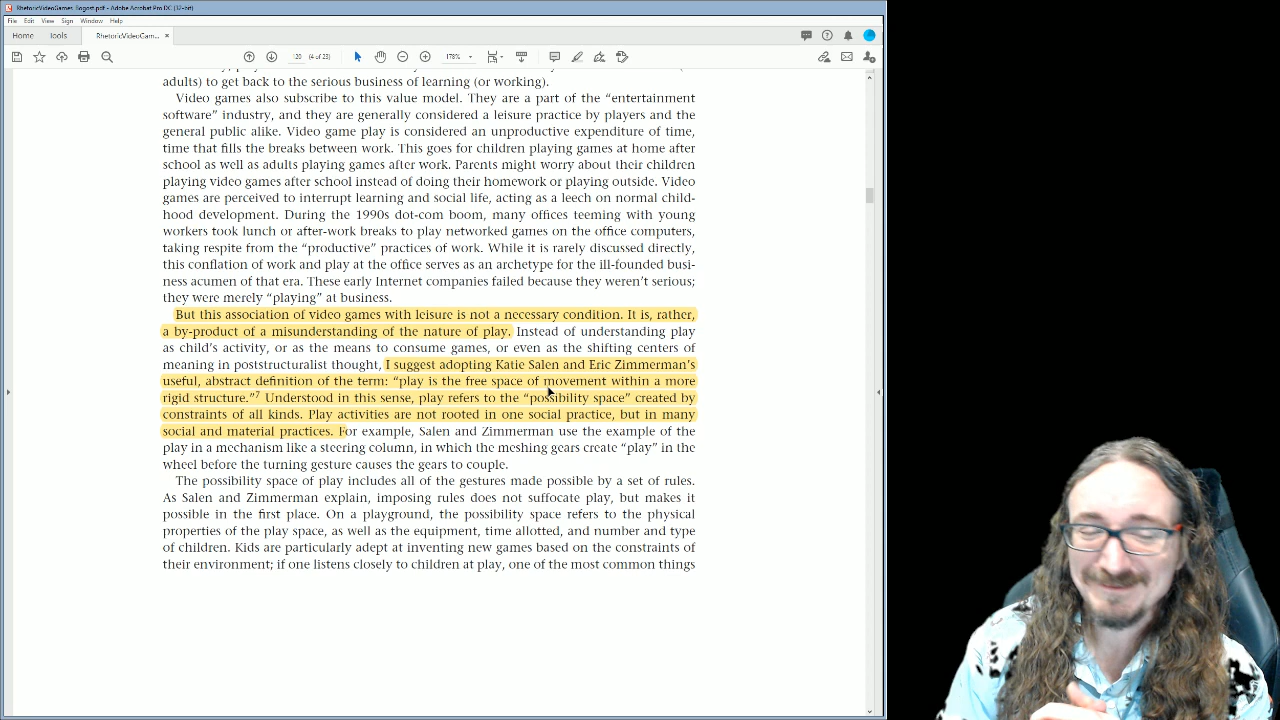 RhetoricVideoGames_Bogost.pdf - Adobe Acrobat Pro DC (32-bit)
File Edit View Sign Window Help
Home Tools RhetoricVideoGam... ×
120 (4 of 23) 178%
adults) to get back to the serious business of learning (or working).
Video games also subscribe to this value model. They are a part of the “entertainment
software” industry, and they are generally considered a leisure practice by players and the
general public alike. Video game play is considered an unproductive expenditure of time,
time that fills the breaks between work. This goes for children playing games at home after
school as well as adults playing games after work. Parents might worry about their children
playing video games after school instead of doing their homework or playing outside. Video
games are perceived to interrupt learning and social life, acting as a leech on normal child-
hood development. During the 1990s dot-com boom, many offices teeming with young
workers took lunch or after-work breaks to play networked games on the office computers,
taking respite from the “productive” practices of work. While it is rarely discussed directly,
this conflation of work and play at the office serves as an archetype for the ill-founded busi-
ness acumen of that era. These early Internet companies failed because they weren’t serious;
they were merely “playing” at business.
But this association of video games with leisure is not a necessary condition. It is, rather,
a by-product of a misunderstanding of the nature of play. Instead of understanding play
as child’s activity, or as the means to consume games, or even as the shifting centers of
meaning in poststructuralist thought, I suggest adopting Katie Salen and Eric Zimmerman’s
useful, abstract definition of the term: “play is the free space of movement within a more
rigid structure.”7 Understood in this sense, play refers to the “possibility space” created by
constraints of all kinds. Play activities are not rooted in one social practice, but in many
social and material practices. For example, Salen and Zimmerman use the example of the
play in a mechanism like a steering column, in which the meshing gears create “play” in the
wheel before the turning gesture causes the gears to couple.
The possibility space of play includes all of the gestures made possible by a set of rules.
As Salen and Zimmerman explain, imposing rules does not suffocate play, but makes it
possible in the first place. On a playground, the possibility space refers to the physical
properties of the play space, as well as the equipment, time allotted, and number and type
of children. Kids are particularly adept at inventing new games based on the constraints of
their environment; if one listens closely to children at play, one of the most common things